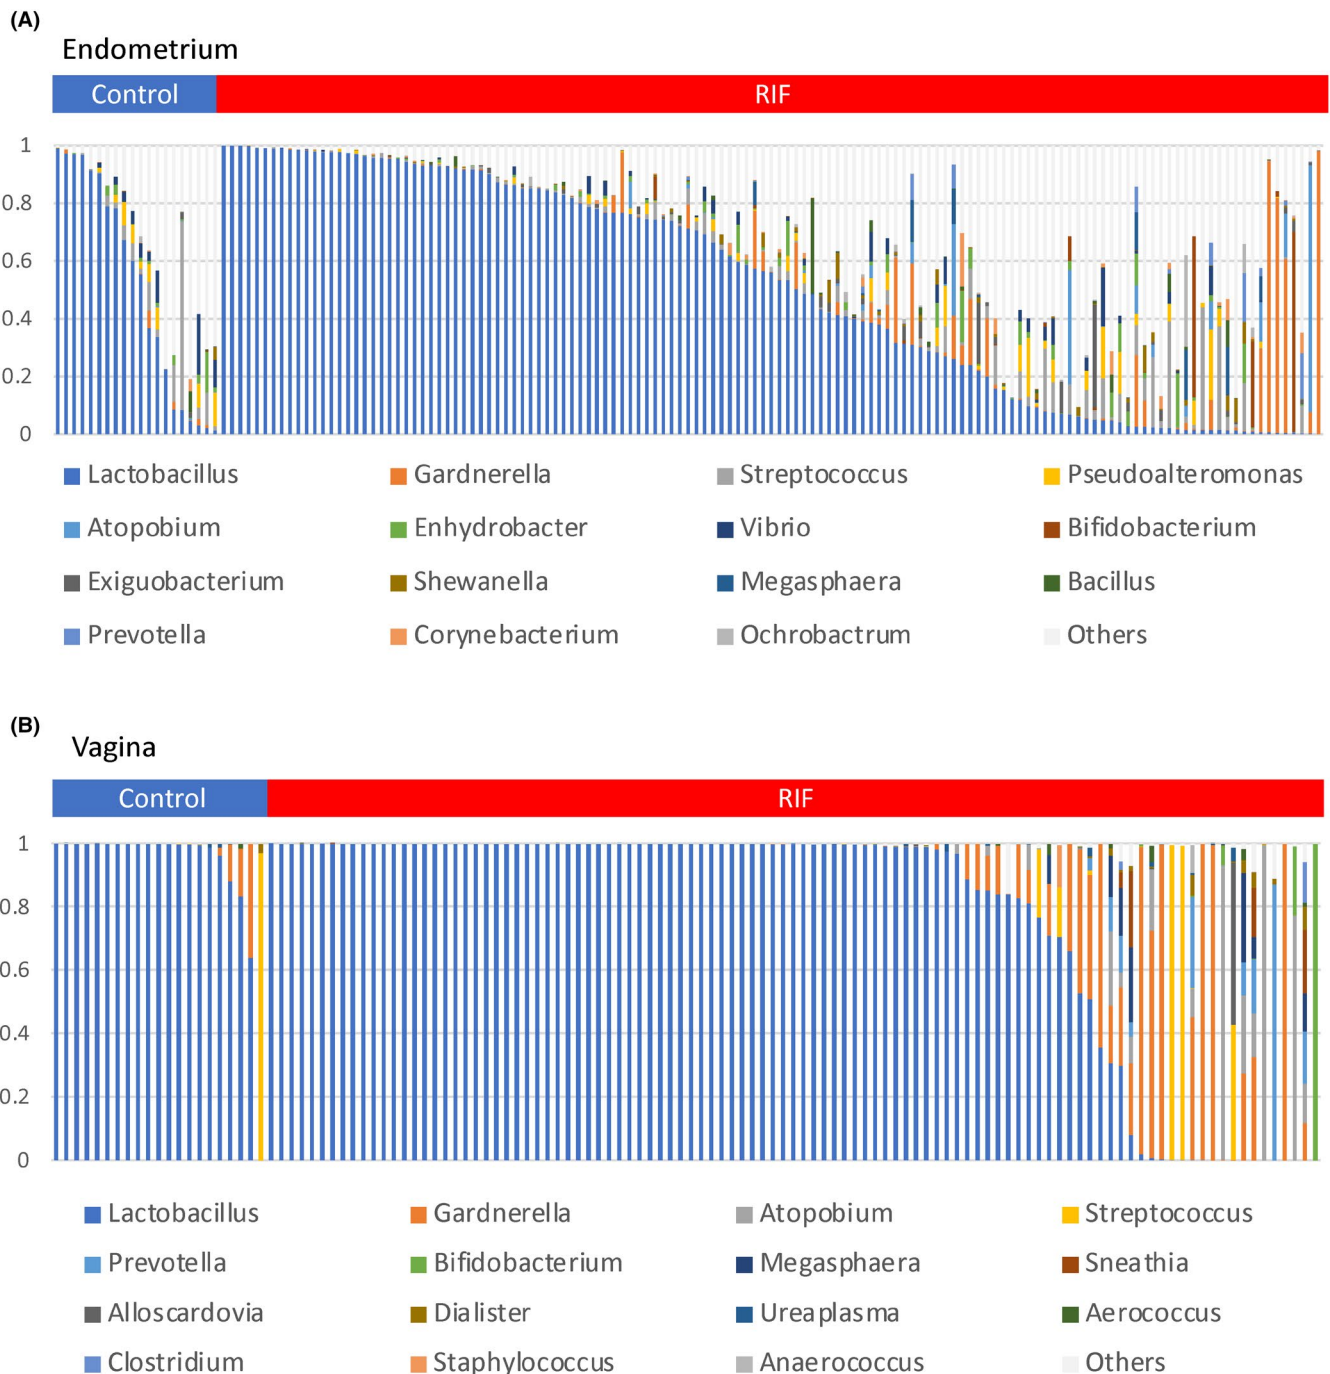 (A)
Endometrium
Control RIF
1
0.8
0.6
0.4
0.2
0
Lactobacillus Gardnerella Streptococcus Pseudoalteromonas
Atopobium Enhydrobacter Vibrio Bifidobacterium
Exiguobacterium Shewanella Megasphaera Bacillus
Prevotella Corynebacterium Ochrobactrum Others
(B)
Vagina
Control RIF
1
0.8
0.6
0.4
0.2
0
Lactobacillus Gardnerella Atopobium Streptococcus
Prevotella Bifidobacterium Megasphaera Sneathia
Alloscardovia Dialister Ureaplasma Aerococcus
Clostridium Staphylococcus Anaerococcus Others